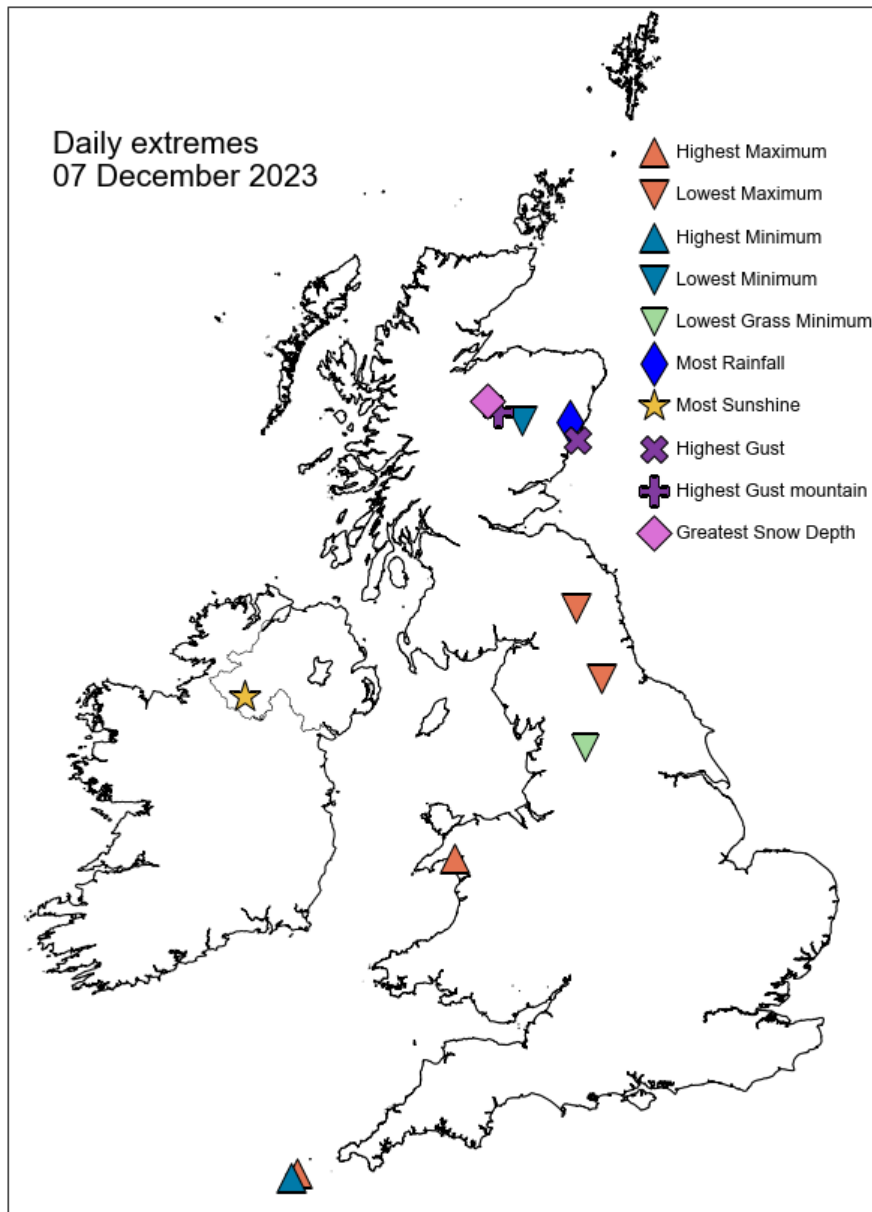 Daily extremes
07 December 2023
Highest Maximum
Lowest Maximum
Highest Minimum
Lowest Minimum
Lowest Grass Minimum
Most Rainfall
Most Sunshine
Highest Gust
Highest Gust mountain
Greatest Snow Depth